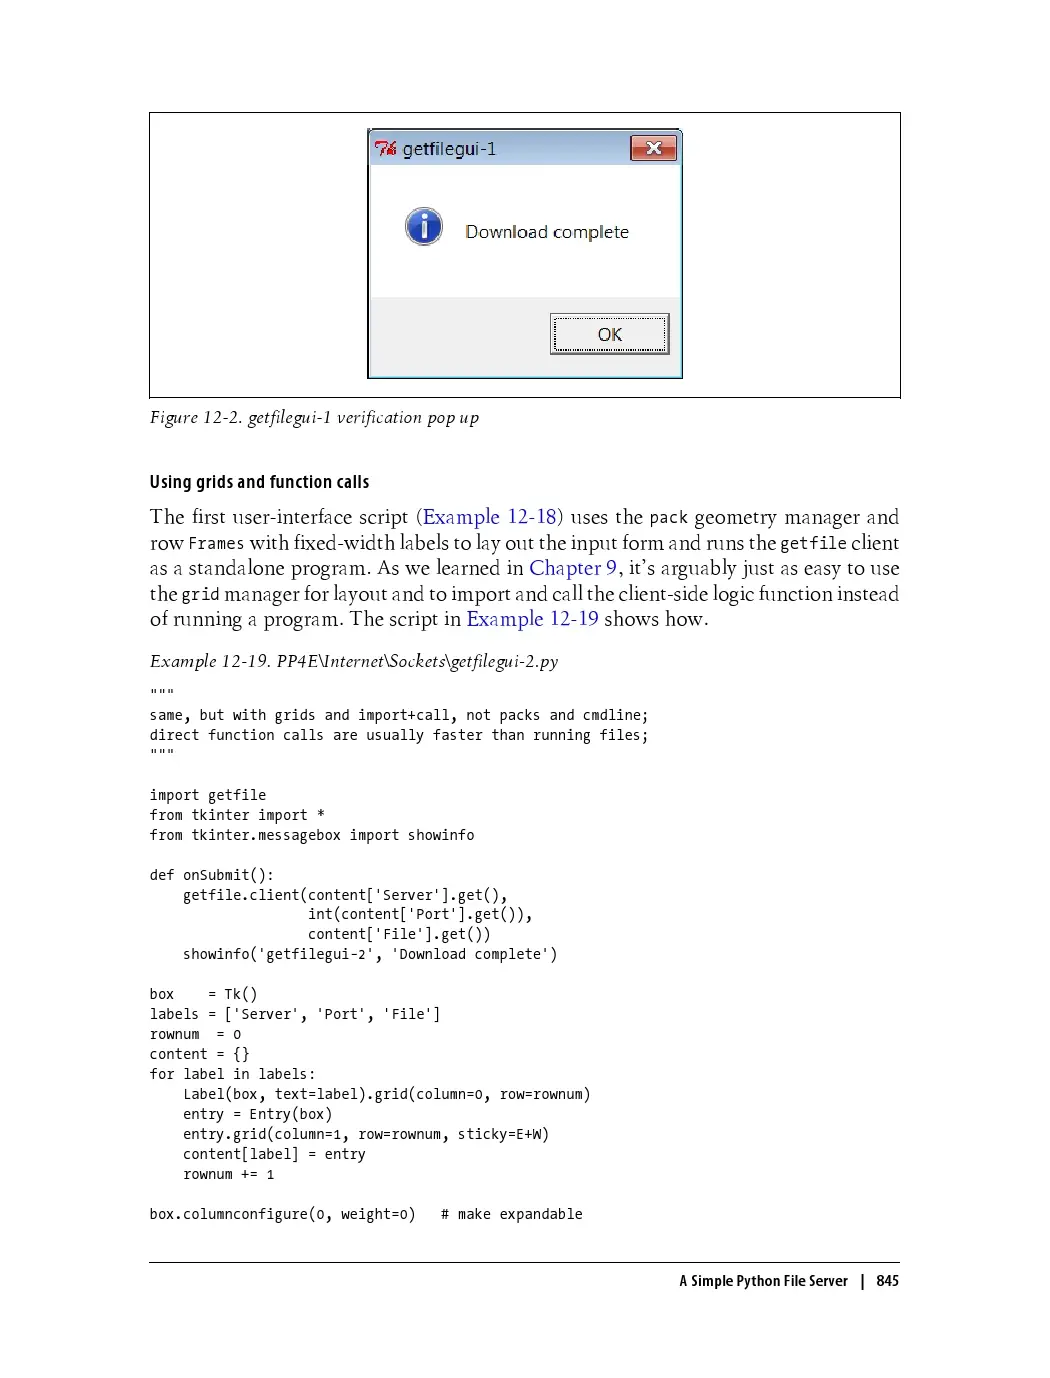 getfilegui-1
Download complete
OK
Figure 12-2. getfilegui-1 verification pop up
Using grids and function calls
The first user-interface script (Example 12-18) uses the pack geometry manager and
row Frames with fixed-width labels to lay out the input form and runs the getfile client
as a standalone program. As we learned in Chapter 9, it's arguably just as easy to use
the grid manager for layout and to import and call the client-side logic function instead
of running a program. The script in Example 12-19 shows how.
Example 12-19. PP4E\Internet\Sockets\getfilegui-2.py
"""
same, but with grids and import+call, not packs and cmdline;
direct function calls are usually faster than running files;
"""
import getfile
from tkinter import *
from tkinter.messagebox import showinfo
def onSubmit():
    getfile.client(content['Server'].get(),
                   int(content['Port'].get()),
                   content['File'].get())
    showinfo('getfilegui-2', 'Download complete')
box    = Tk()
labels = ['Server', 'Port', 'File']
rownum  = 0
content = {}
for label in labels:
    Label(box, text=label).grid(column=0, row=rownum)
    entry = Entry(box)
    entry.grid(column=1, row=rownum, sticky=E+W)
    content[label] = entry
    rownum += 1
box.columnconfigure(0, weight=0)   # make expandable
A Simple Python File Server | 845